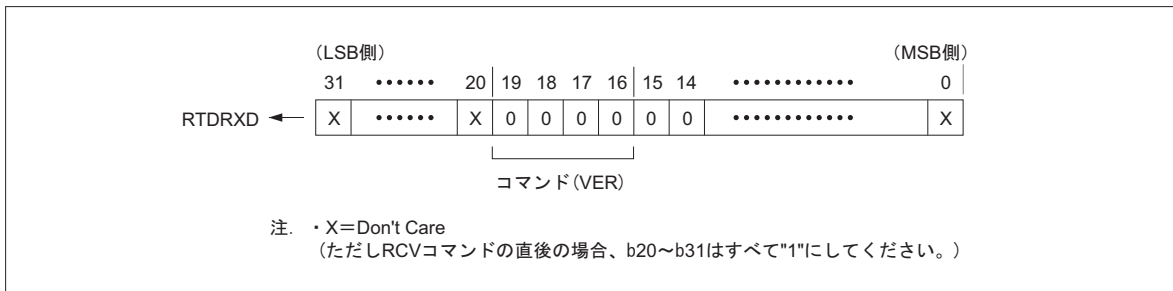 (LSB側) (MSB側)
31 •••••• 20 19 18 17 16 15 14 •••••••••••• 0
RTDRXD X •••••• X 0 0 0 0 0 0 •••••••••••• X
コマンド(VER)
注. ・X=Don't Care
(ただしRCVコマンドの直後の場合、b20〜b31はすべて"1"にしてください。)